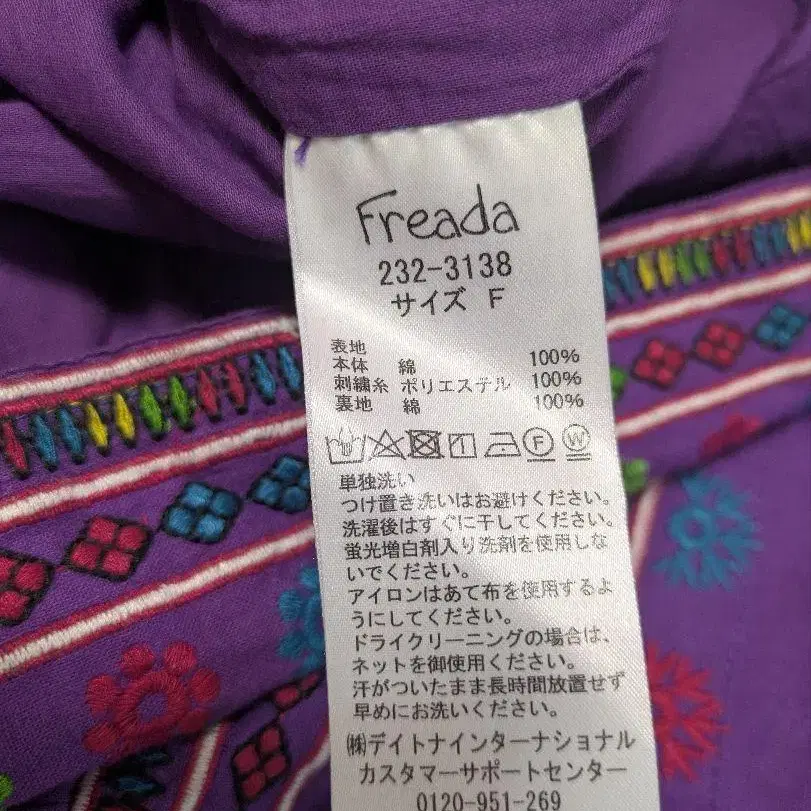 Freada
232-3138
サイズ F
表地
本体 綿 100%
刺繍糸 ポリエステル 100%
裏地 綿 100%
F W
単独洗い
つけ置き洗いはお避けください。
洗濯後はすぐに干してください。
蛍光増白剤入り洗剤を使用しな
いでください。
アイロンはあて布を使用するよ
うにしてください。
ドライクリーニングの場合は、
ネットを御使用ください。
汗がついたまま長時間放置せず
早めにお洗いください。
㈱デイトナインターナショナル
カスタマーサポートセンター
0120-951-269